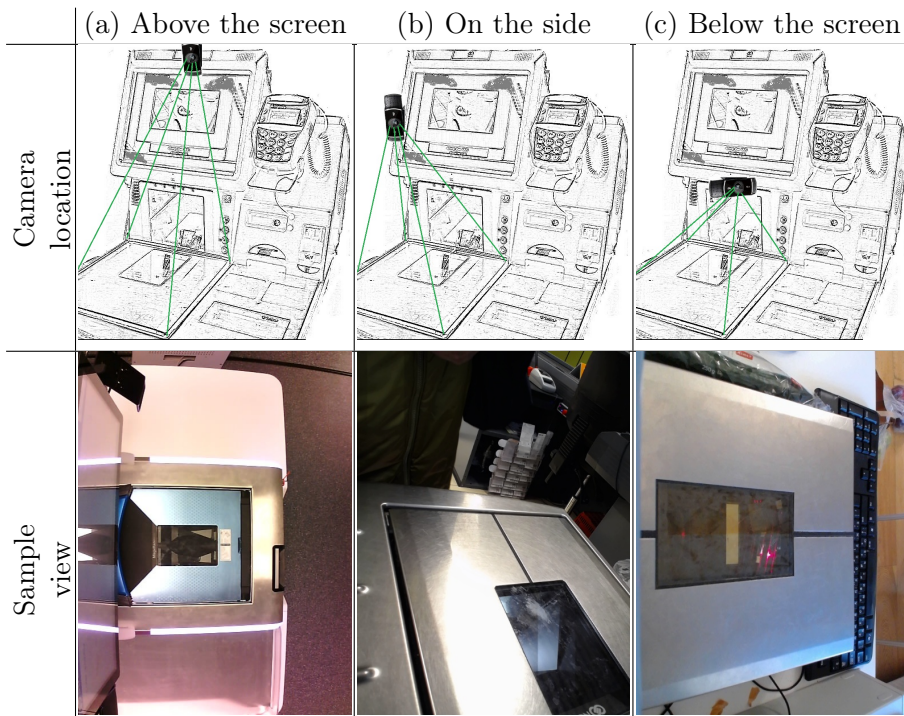 (a) Above the screen
(b) On the side
(c) Below the screen
Camera
location
Sample
view